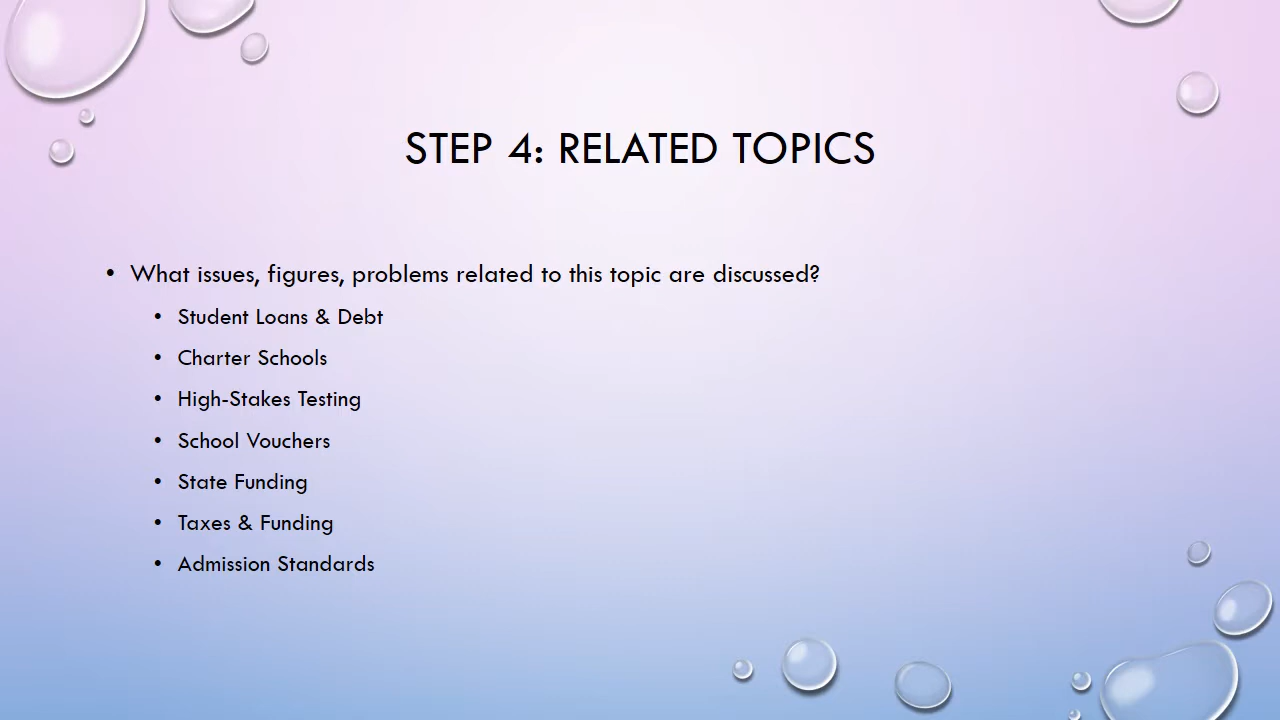 STEP 4: RELATED TOPICS
• What issues, figures, problems related to this topic are discussed?
• Student Loans & Debt
• Charter Schools
• High-Stakes Testing
• School Vouchers
• State Funding
• Taxes & Funding
• Admission Standards